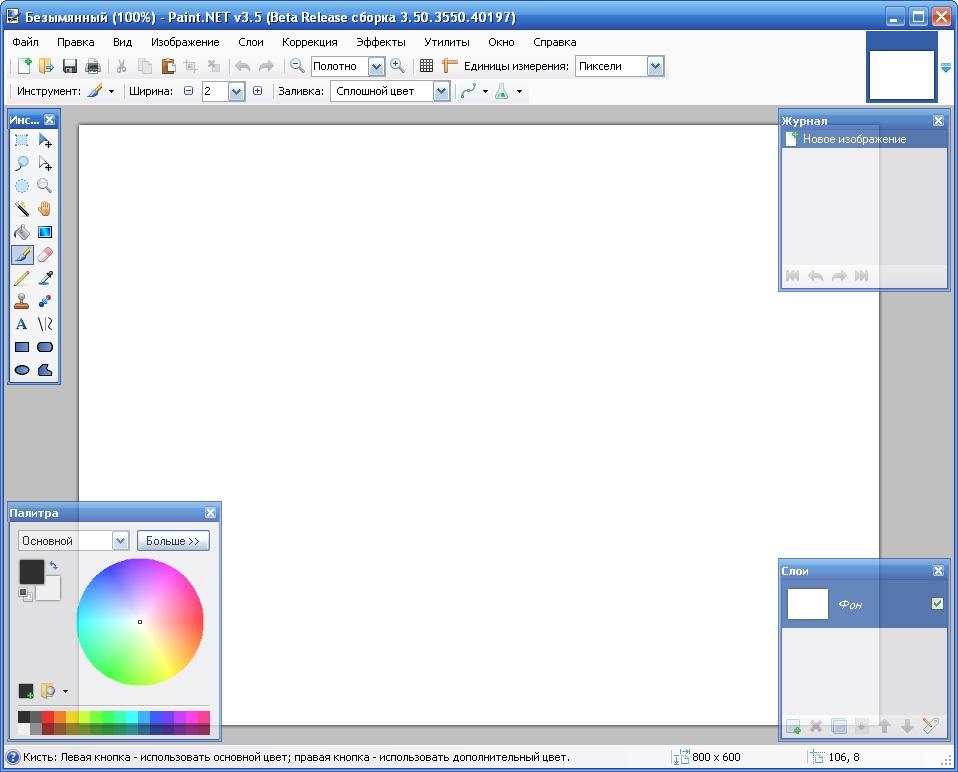 Безымянный (100%) - Paint.NET v3.5 (Beta Release сборка 3.50.3550.40197)
Файл Правка Вид Изображение Слои Коррекция Эффекты Утилиты Окно Справка
Полотно Единицы измерения: Пиксели
Инструмент: Ширина: 2 Заливка: Сплошной цвет
Инс...
Журнал
Новое изображение
A
Палитра
Основной Больше >>
Слои
Фон
Кисть: Левая кнопка - использовать основной цвет; правая кнопка - использовать дополнительный цвет. 800 x 600 106, 8